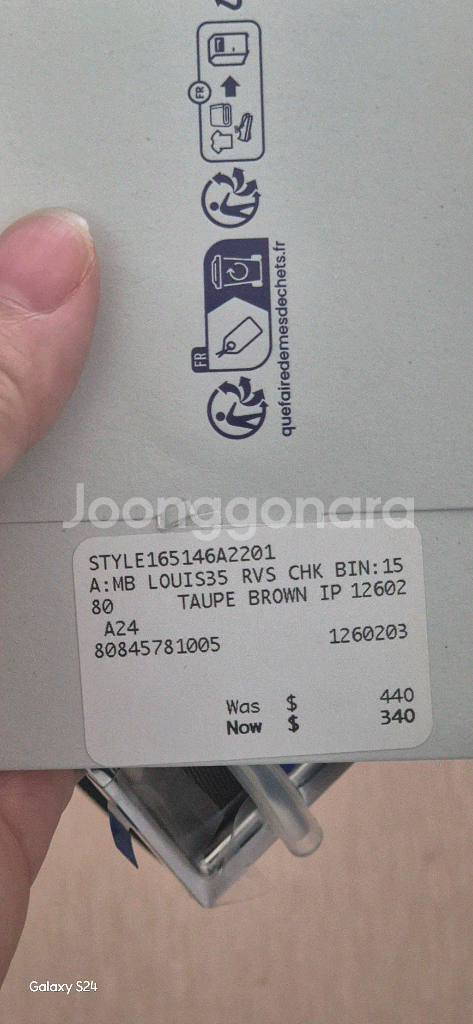 FR
FR
quefairedemesdechets.fr
Joonggonara
STYLE165146A2201
A:MB LOUIS35 RVS CHK BIN:15
80 TAUPE BROWN IP 12602
A24 1260203
80845781005
Was $ 440
Now $ 340
Galaxy S24